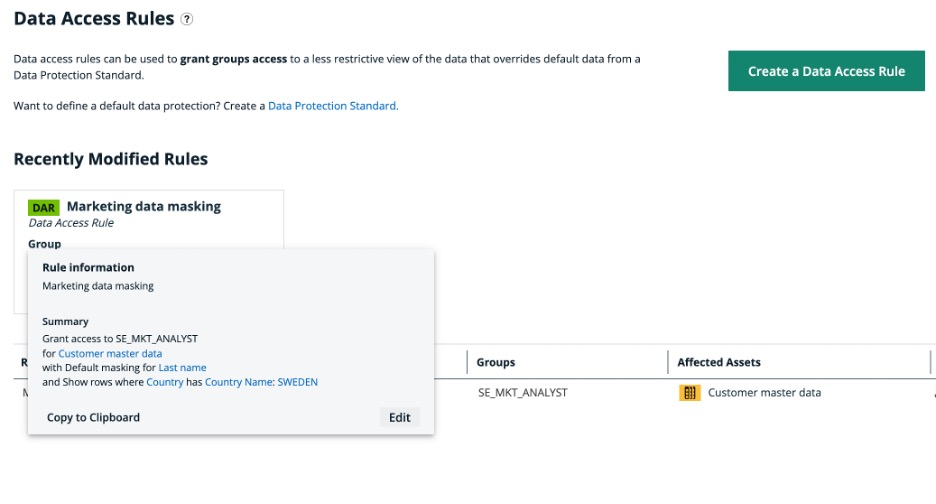 Data Access Rules ?
Data access rules can be used to grant groups access to a less restrictive view of the data that overrides default data from a
Data Protection Standard.
Create a Data Access Rule
Want to define a default data protection? Create a Data Protection Standard.
Recently Modified Rules
DAR Marketing data masking
Data Access Rule
Group
Rule information
Marketing data masking
Summary
Grant access to SE_MKT_ANALYST
for Customer master data
with Default masking for Last name
and Show rows where Country has Country Name: SWEDEN
Copy to Clipboard Edit
Groups Affected Assets
SE_MKT_ANALYST Customer master data